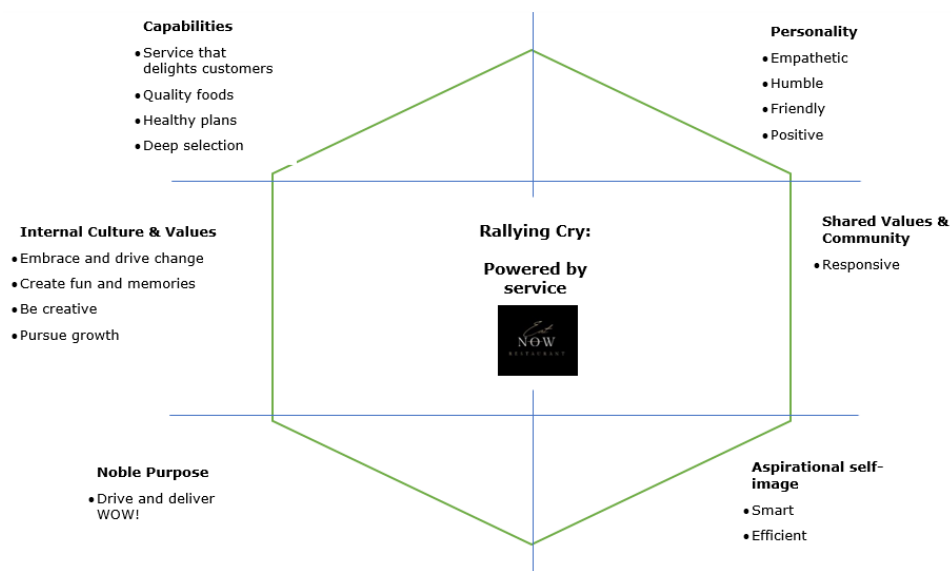 Capabilities
• Service that
delights customers
• Quality foods
• Healthy plans
• Deep selection
Personality
• Empathetic
• Humble
• Friendly
• Positive
Internal Culture & Values
• Embrace and drive change
• Create fun and memories
• Be creative
• Pursue growth
Rallying Cry:
Powered by
service
Eat
NOW
RESTAURANT
Shared Values &
Community
• Responsive
Noble Purpose
• Drive and deliver
WOW!
Aspirational self-
image
• Smart
• Efficient